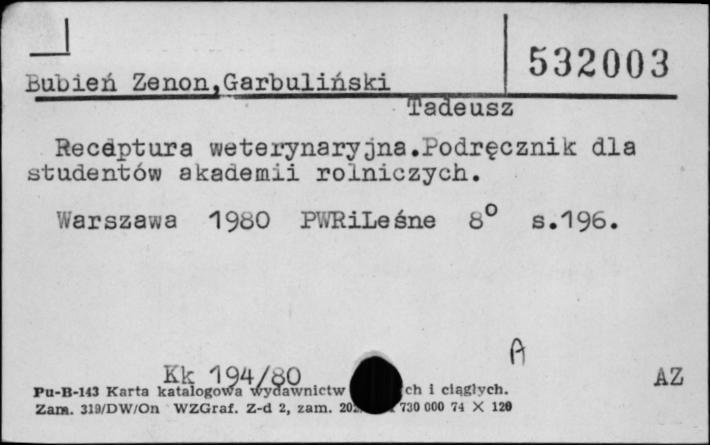 532003
Bubień Zenon,Garbuliński
Tadeusz
Receptura weterynaryjna.Podręcznik dla
studentów akademii rolniczych.
Warszawa 1980 PWRiLeśne 8° s.196.
A
Kk 194/80
AZ
Pu-B-143 Karta katalogowa wydawnictw ch i ciągłych.
Zam. 319/DW/On WZGraf. Z-d 2, zam. 730 000 74 X 120